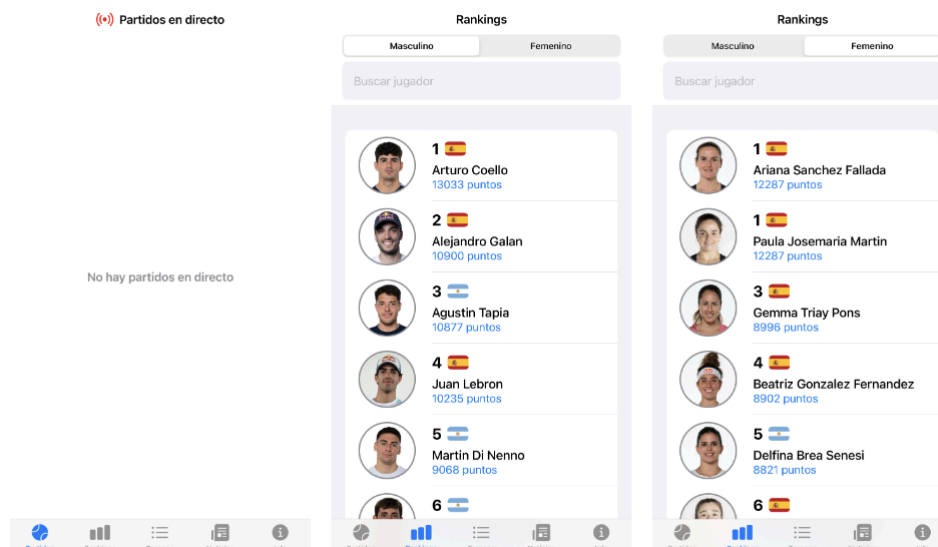 Partidos en directo
No hay partidos en directo
Rankings
Masculino
Femenino
Buscar jugador
1
Arturo Coello
13033 puntos
2
Alejandro Galan
10900 puntos
3
Agustin Tapia
10877 puntos
4
Juan Lebron
10235 puntos
5
Martin Di Nenno
9068 puntos
6
Rankings
Masculino
Femenino
Buscar jugador
1
Ariana Sanchez Fallada
12287 puntos
1
Paula Josemaria Martin
12287 puntos
3
Gemma Triay Pons
8996 puntos
4
Beatriz Gonzalez Fernandez
8902 puntos
5
Delfina Brea Senesi
8821 puntos
6